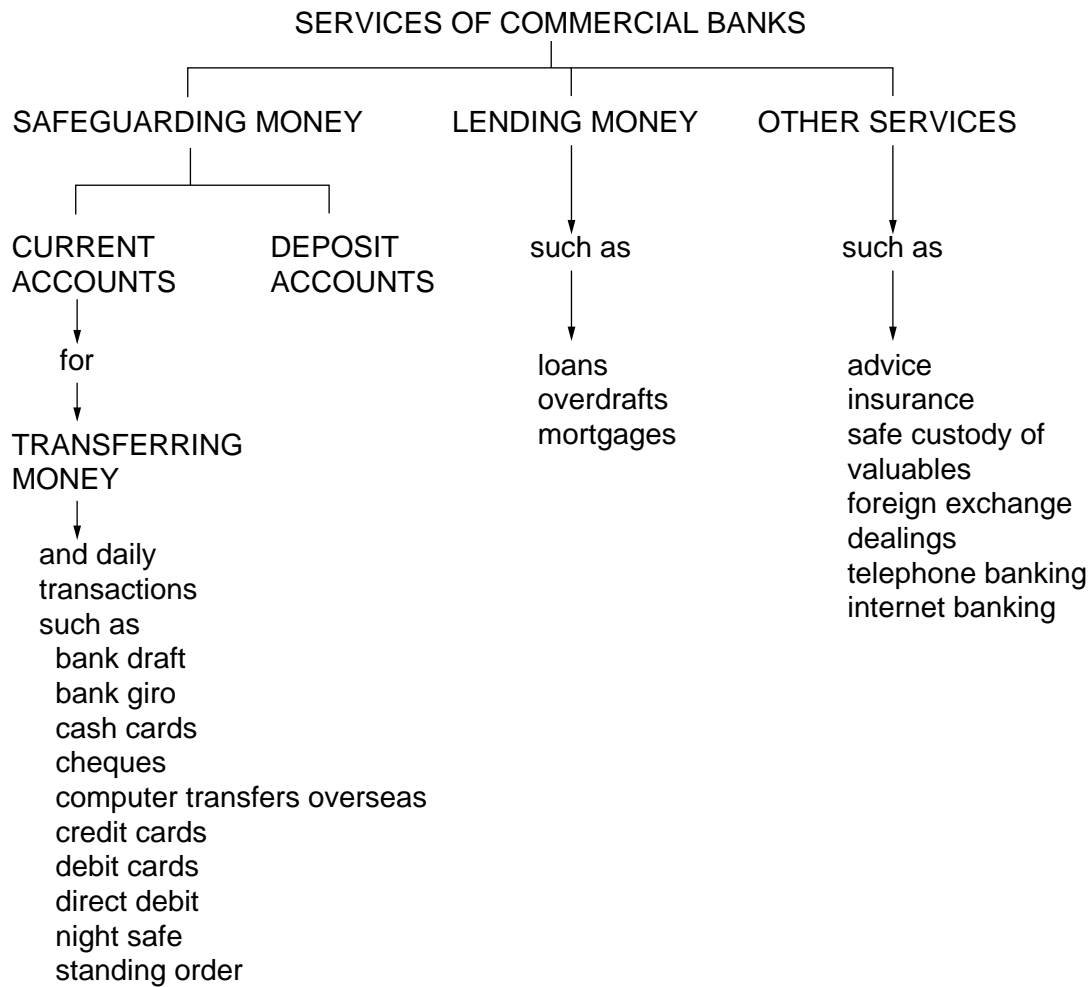 SERVICES OF COMMERCIAL BANKS
SAFEGUARDING MONEY
LENDING MONEY
OTHER SERVICES
CURRENT
ACCOUNTS
DEPOSIT
ACCOUNTS
such as
such as
for
loans
overdrafts
mortgages
advice
insurance
safe custody of
valuables
foreign exchange
dealings
telephone banking
internet banking
TRANSFERRING
MONEY
and daily
transactions
such as
bank draft
bank giro
cash cards
cheques
computer transfers overseas
credit cards
debit cards
direct debit
night safe
standing order